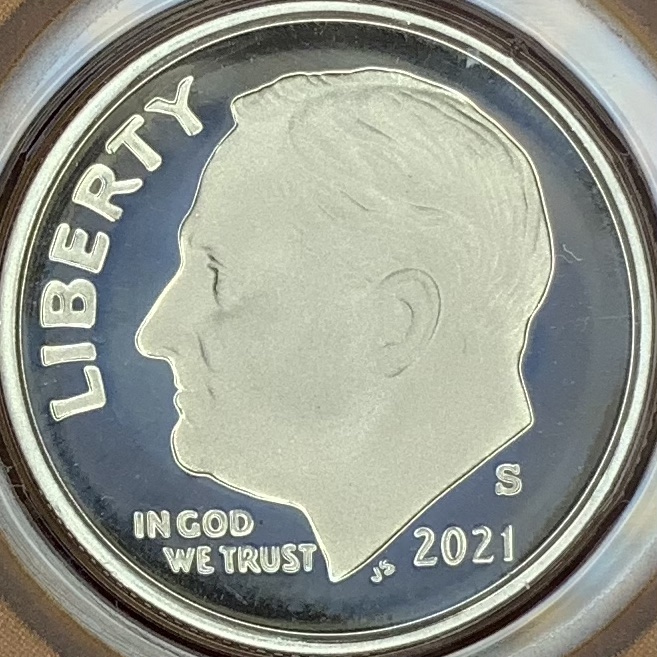 LIBERTY
IN GOD
WE TRUST
JS
2021
S